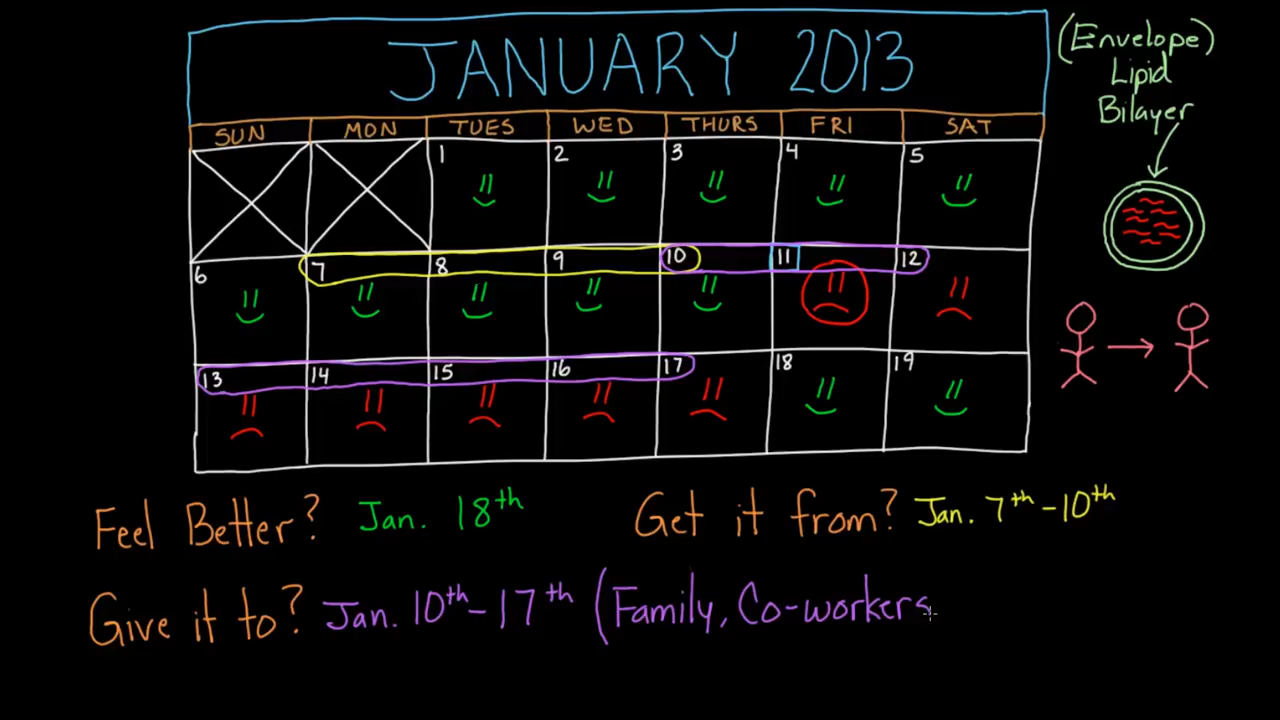 JANUARY 2013
(Envelope)
Lipid
Bilayer
SUN MON TUES WED THURS FRI SAT
1 2 3 4 5
6 7 8 9 10 11 12
13 14 15 16 17 18 19
Feel Better? Jan. 18th
Get it from? Jan. 7th-10th
Give it to? Jan. 10th-17th (Family, Co-workers